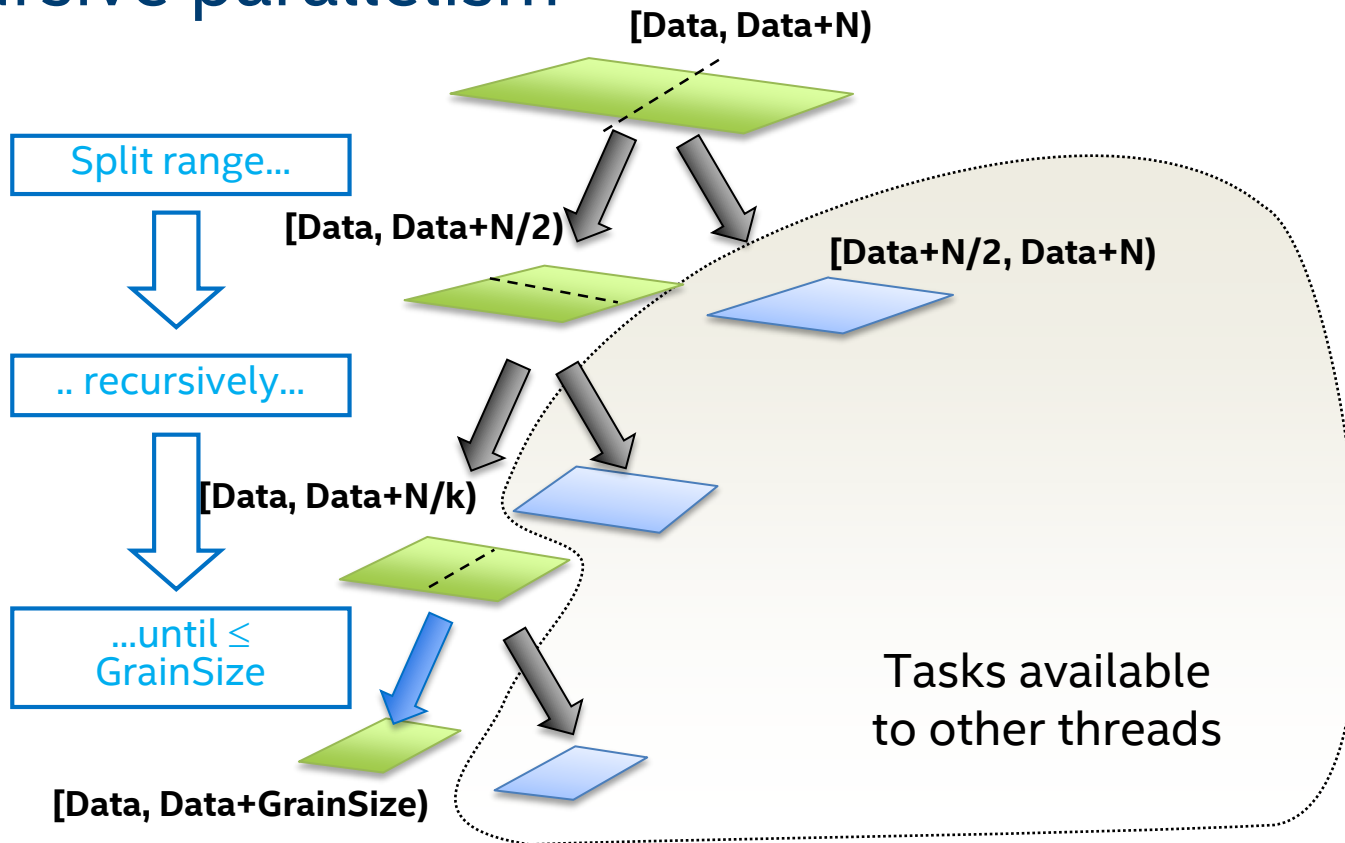 rsive parallelism
[Data, Data+N)
Split range...
[Data, Data+N/2)
[Data+N/2, Data+N)
.. recursively...
[Data, Data+N/k)
...until ≤
GrainSize
Tasks available
to other threads
[Data, Data+GrainSize)